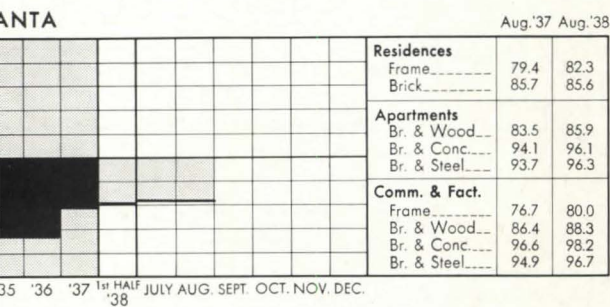 ANTA
Aug.'37 Aug.'38
Residences
Frame 79.4 82.3
Brick 85.7 85.6
Apartments
Br. & Wood 83.5 85.9
Br. & Conc. 94.1 96.1
Br. & Steel 93.7 96.3
Comm. & Fact.
Frame 76.7 80.0
Br. & Wood 86.4 88.3
Br. & Conc. 96.6 98.2
Br. & Steel 94.9 96.7
35 '36 '37 1st HALF '38 JULY AUG. SEPT. OCT. NOV. DEC.